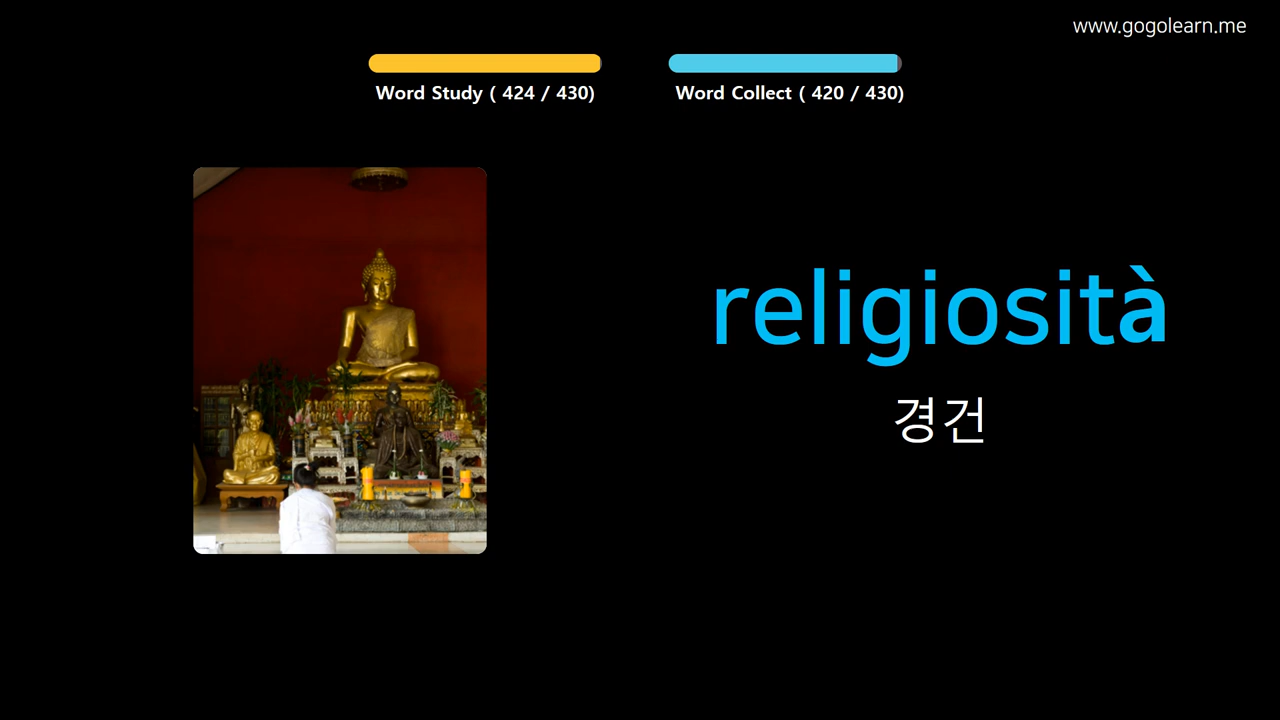 www.gogolearn.me
Word Study ( 424 / 430)
Word Collect ( 420 / 430)
religiosità
경건